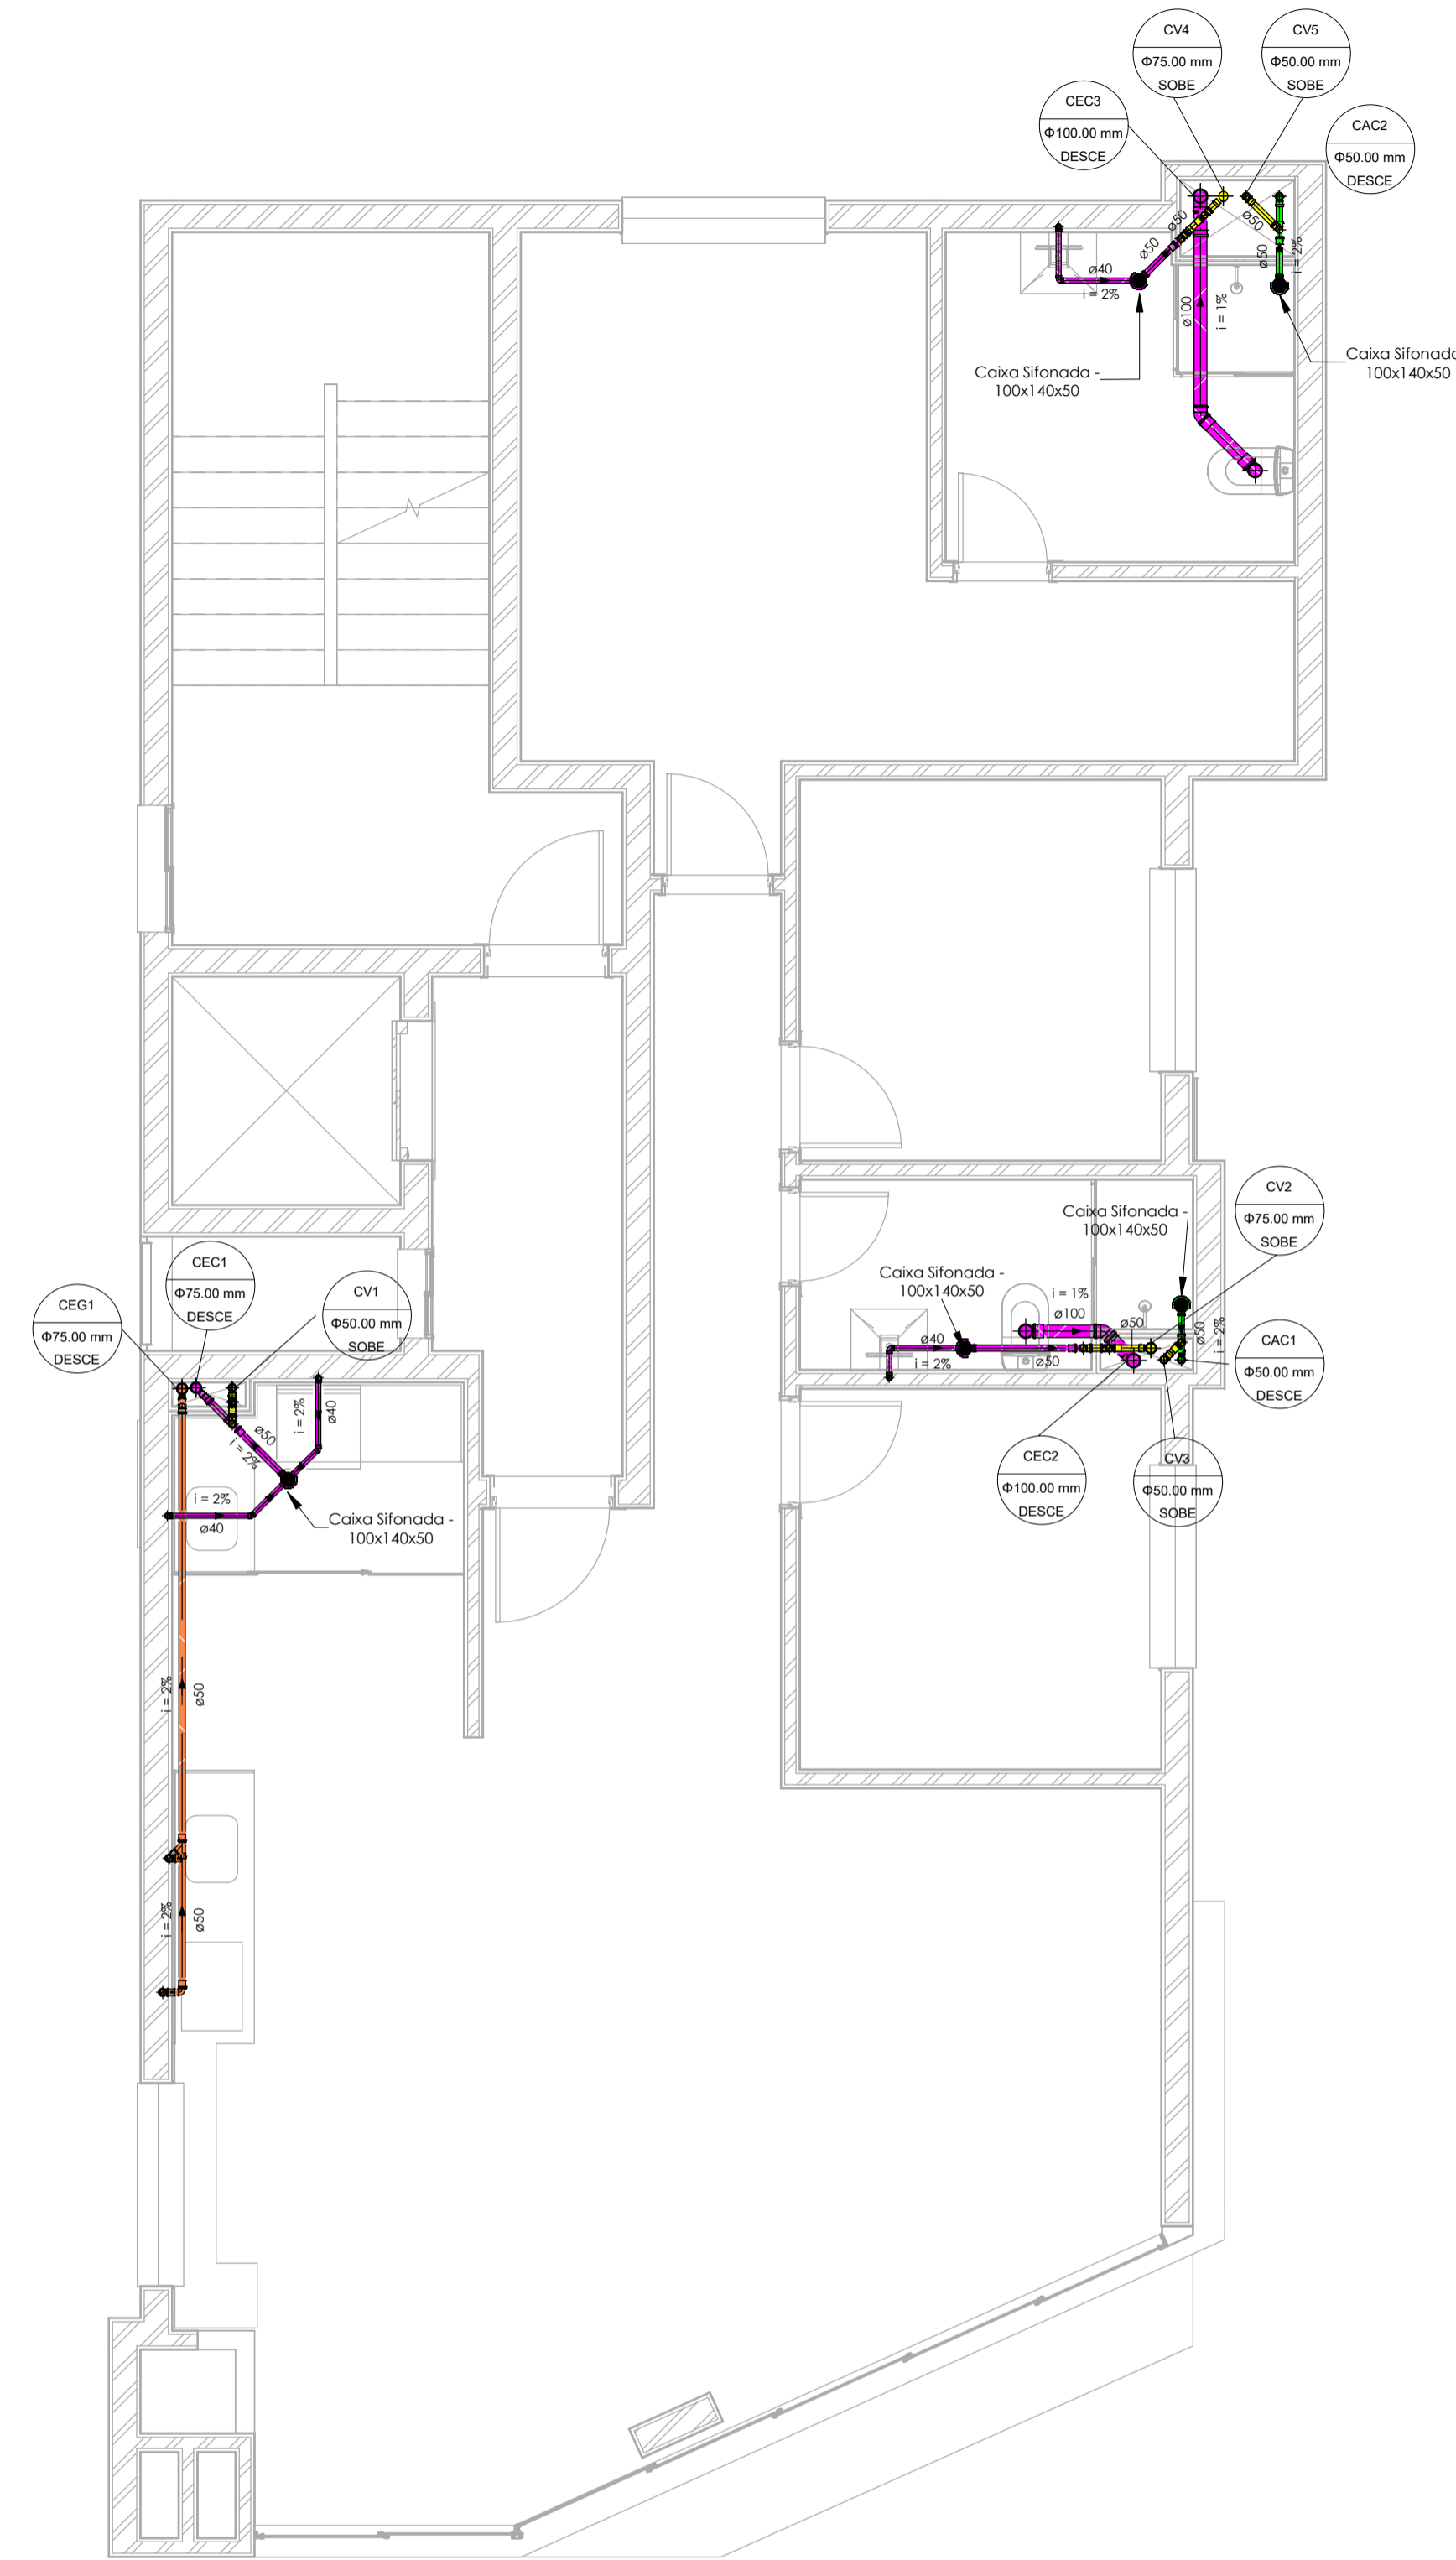 CV4
Φ75.00 mm
SOBE
CV5
Φ50.00 mm
SOBE
CEC3
Φ100.00 mm
DESCE
CAC2
Φ50.00 mm
DESCE
ø50
ø50
ø50
ø40
i = 2%
ø50
i = 2%
ø100
i = 1%
Caixa Sifonada -
100x140x50
Caixa Sifonad
100x140x50
CV2
Φ75.00 mm
SOBE
Caixa Sifonada -
100x140x50
Caixa Sifonada -
100x140x50
i = 1%
ø100
ø50
ø40
i = 2%
ø50
ø50
i = 2%
CAC1
Φ50.00 mm
DESCE
CEC2
Φ100.00 mm
DESCE
CV3
Φ50.00 mm
SOBE
CEC1
Φ75.00 mm
DESCE
CV1
Φ50.00 mm
SOBE
CEG1
Φ75.00 mm
DESCE
i = 2%
ø40
ø50
i = 2%
i = 2%
ø40
Caixa Sifonada -
100x140x50
i = 2%
ø50
i = 2%
ø50